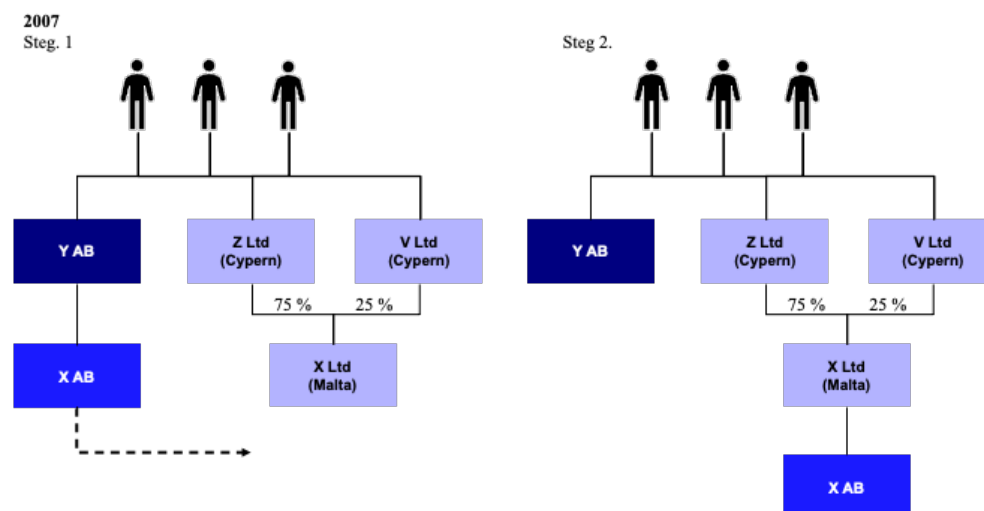 2007
Steg. 1
Steg 2.
Y AB
Z Ltd
(Cypern)
V Ltd
(Cypern)
75 %
25 %
X AB
X Ltd
(Malta)
Y AB
Z Ltd
(Cypern)
V Ltd
(Cypern)
75 %
25 %
X Ltd
(Malta)
X AB